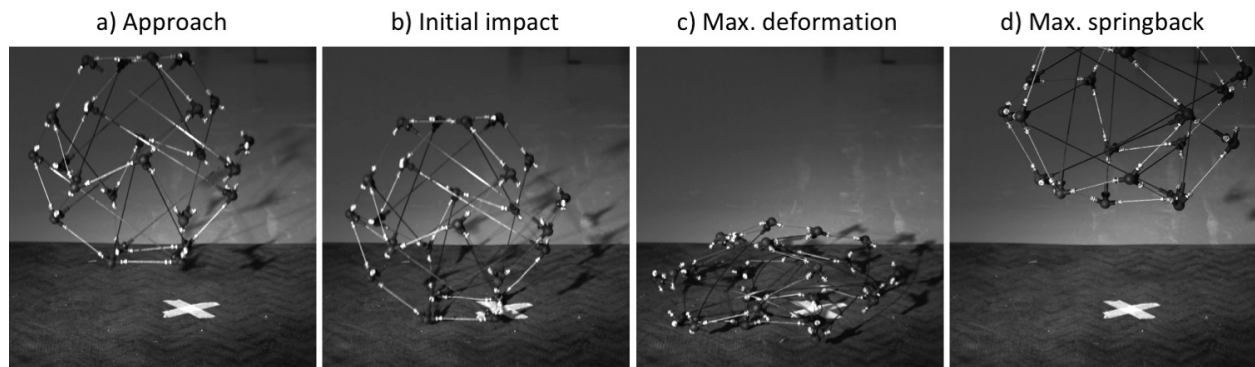 a) Approach
b) Initial impact
c) Max. deformation
d) Max. springback